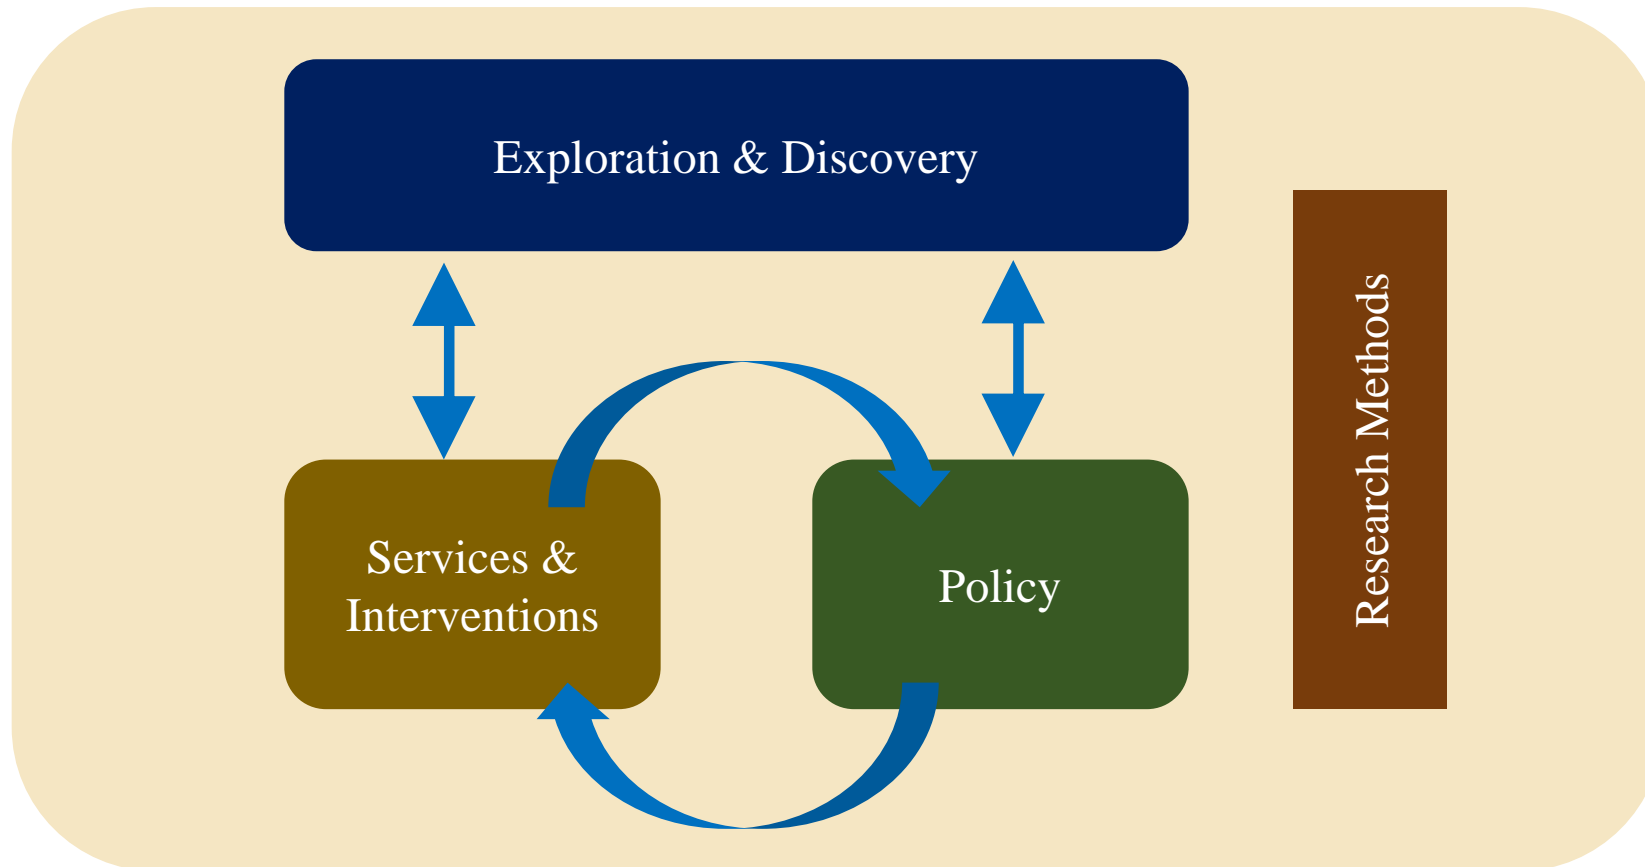 Exploration & Discovery
Services &
Interventions
Policy
Research Methods